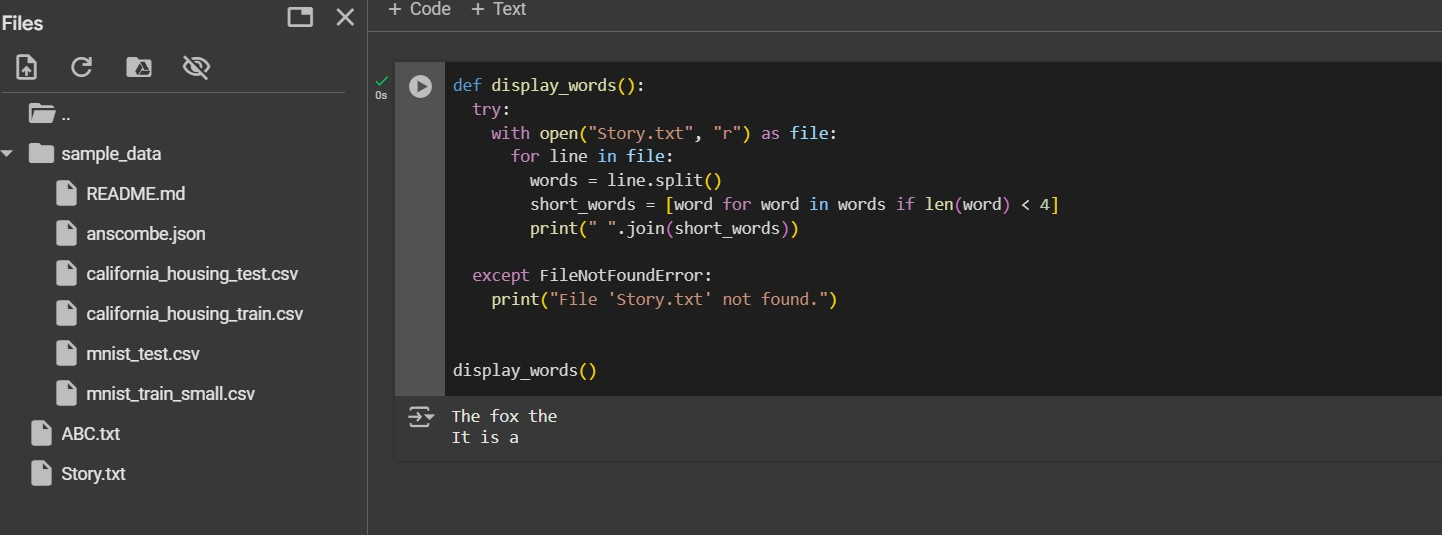 Files
..
sample_data
README.md
anscombe.json
california_housing_test.csv
california_housing_train.csv
mnist_test.csv
mnist_train_small.csv
ABC.txt
Story.txt
+ Code + Text
0s
def display_words():
  try:
    with open("Story.txt", "r") as file:
      for line in file:
        words = line.split()
        short_words = [word for word in words if len(word) < 4]
        print(" ".join(short_words))
  except FileNotFoundError:
    print("File 'Story.txt' not found.")
display_words()
The fox the
It is a